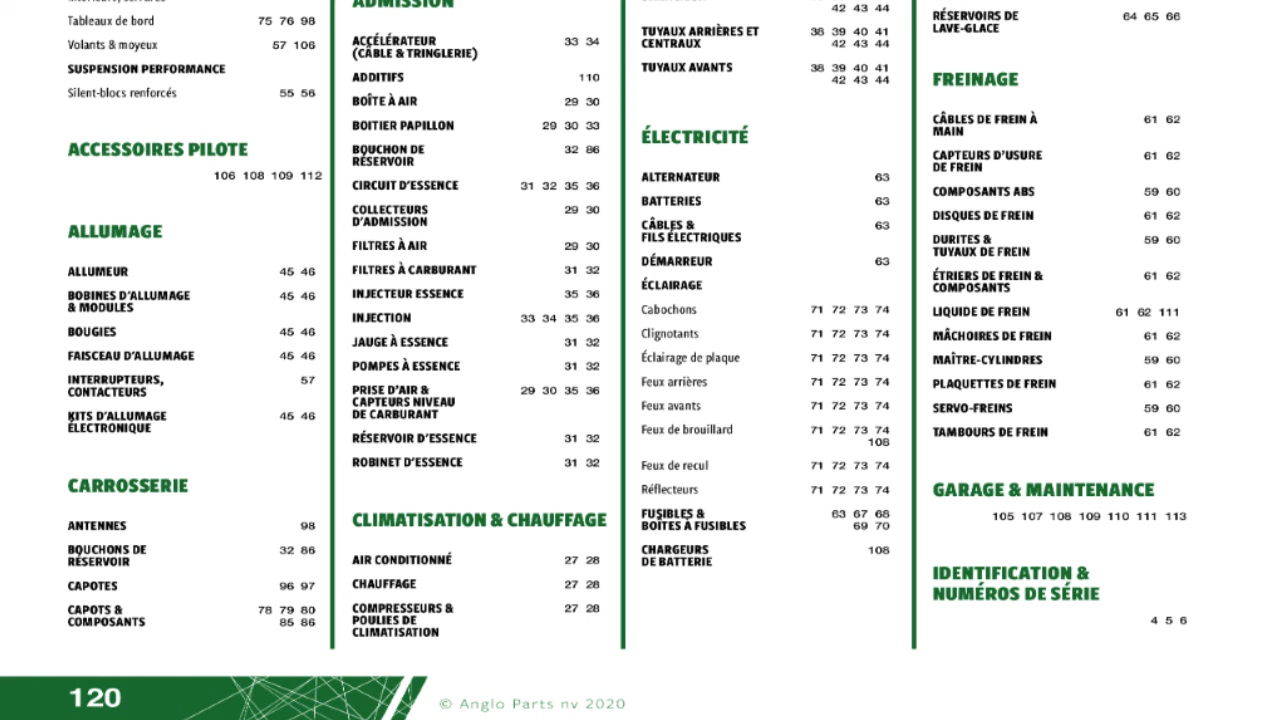 Tableaux de bord 75 76 98
Volants & moyeux 57 106
SUSPENSION PERFORMANCE
Silent-blocs renforcés 55 56
ACCESSOIRES PILOTE
106 108 109 112
ALLUMAGE
ALLUMEUR 45 46
BOBINES D'ALLUMAGE 45 46
& MODULES
BOUGIES 45 46
FAISCEAU D'ALLUMAGE 45 46
INTERRUPTEURS, 57
CONTACTEURS
KITS D'ALLUMAGE 45 46
ÉLECTRONIQUE
CARROSSERIE
ANTENNES 98
BOUCHONS DE 32 86
RÉSERVOIR
CAPOTES 96 97
CAPOTS & 78 79 80
COMPOSANTS 85 86
ADMISSION
ACCÉLÉRATEUR 33 34
(CÂBLE & TRINGLERIE)
ADDITIFS 110
BOÎTE À AIR 29 30
BOITIER PAPILLON 29 30 33
BOUCHON DE 32 86
RÉSERVOIR
CIRCUIT D'ESSENCE 31 32 35 36
COLLECTEURS 29 30
D'ADMISSION
FILTRES À AIR 29 30
FILTRES À CARBURANT 31 32
INJECTEUR ESSENCE 35 36
INJECTION 33 34 35 36
JAUGE À ESSENCE 31 32
POMPES À ESSENCE 31 32
PRISE D'AIR & 29 30 35 36
CAPTEURS NIVEAU
DE CARBURANT
RÉSERVOIR D'ESSENCE 31 32
ROBINET D'ESSENCE 31 32
CLIMATISATION & CHAUFFAGE
AIR CONDITIONNÉ 27 28
CHAUFFAGE 27 28
COMPRESSEURS & 27 28
POULIES DE
CLIMATISATION
42 43 44
TUYAUX ARRIÈRES ET 38 39 40 41
CENTRAUX 42 43 44
TUYAUX AVANTS 38 39 40 41
42 43 44
ÉLECTRICITÉ
ALTERNATEUR 63
BATTERIES 63
CÂBLES & 63
FILS ÉLECTRIQUES
DÉMARREUR 63
ÉCLAIRAGE
Cabochons 71 72 73 74
Clignotants 71 72 73 74
Éclairage de plaque 71 72 73 74
Feux arrières 71 72 73 74
Feux avants 71 72 73 74
Feux de brouillard 71 72 73 74
108
Feux de recul 71 72 73 74
Réflecteurs 71 72 73 74
FUSIBLES & 63 67 68
BOÎTES À FUSIBLES 69 70
CHARGEURS 108
DE BATTERIE
RÉSERVOIRS DE 64 65 66
LAVE-GLACE
FREINAGE
CÂBLES DE FREIN À 61 62
MAIN
CAPTEURS D'USURE 61 62
DE FREIN
COMPOSANTS ABS 59 60
DISQUES DE FREIN 61 62
DURITES & 59 60
TUYAUX DE FREIN
ÉTRIERS DE FREIN & 61 62
COMPOSANTS
LIQUIDE DE FREIN 61 62 111
MÂCHOIRES DE FREIN 61 62
MAÎTRE-CYLINDRES 59 60
PLAQUETTES DE FREIN 61 62
SERVO-FREINS 59 60
TAMBOURS DE FREIN 61 62
GARAGE & MAINTENANCE
105 107 108 109 110 111 113
IDENTIFICATION &
NUMÉROS DE SÉRIE
4 5 6
120
© Anglo Parts nv 2020